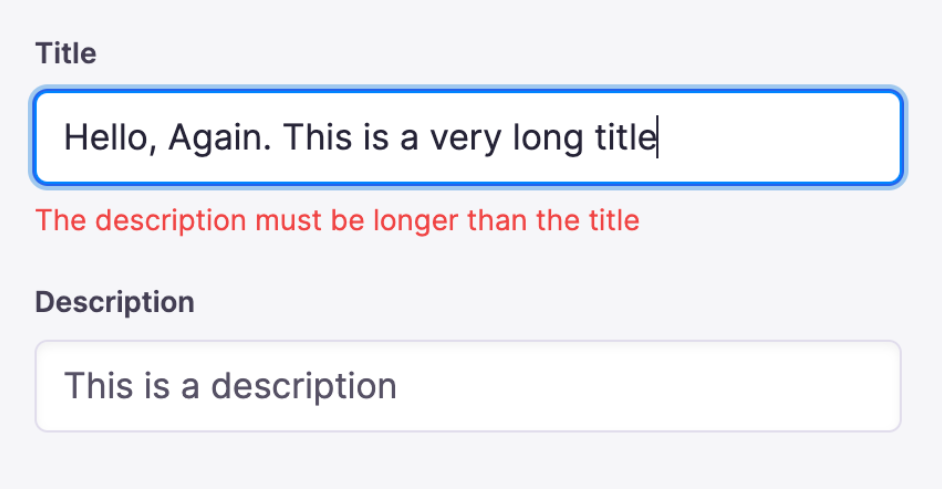 Title
Hello, Again. This is a very long title
The description must be longer than the title
Description
This is a description